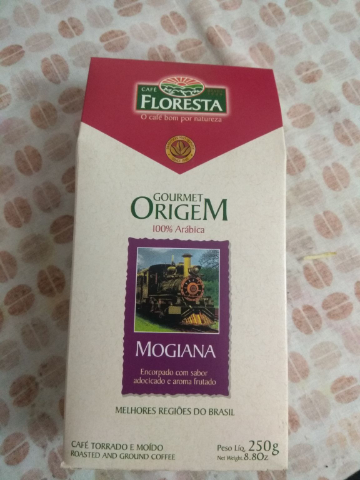 CAFÉ
FLORESTA
O café bom por natureza
GOURMET
ORIGEM
100% Arábica
MOGIANA
Encorpado com sabor
adocicado e aroma frutado
MELHORES REGIÕES DO BRASIL
CAFÉ TORRADO E MOÍDO
ROASTED AND GROUND COFFEE
Peso Líq. 250g
Net Weight 8.8Oz